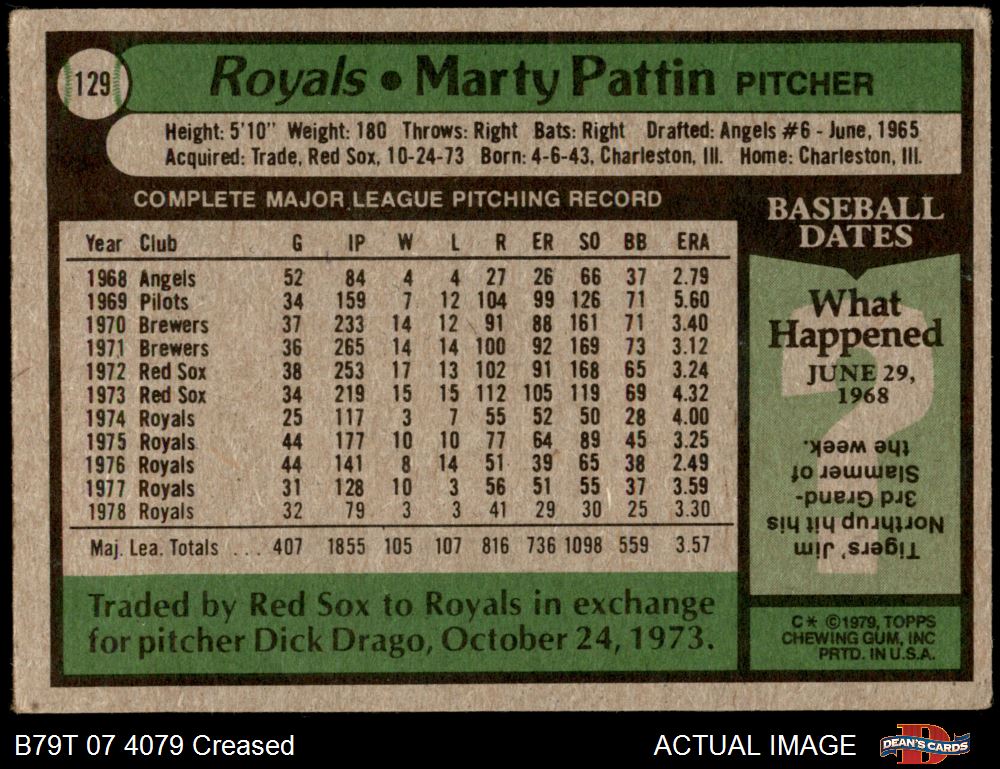 129
Royals • Marty Pattin PITCHER
Height: 5'10" Weight: 180 Throws: Right Bats: Right Drafted: Angels #6 - June, 1965
Acquired: Trade, Red Sox, 10-24-73 Born: 4-6-43, Charleston, Ill. Home: Charleston, Ill.
COMPLETE MAJOR LEAGUE PITCHING RECORD
Year Club G IP W L R ER SO BB ERA
1968 Angels 52 84 4 4 27 26 66 37 2.79
1969 Pilots 34 159 7 12 104 99 126 71 5.60
1970 Brewers 37 233 14 12 91 88 161 71 3.40
1971 Brewers 36 265 14 14 100 92 169 73 3.12
1972 Red Sox 38 253 17 13 102 91 168 65 3.24
1973 Red Sox 34 219 15 15 112 105 119 69 4.32
1974 Royals 25 117 3 7 55 52 50 28 4.00
1975 Royals 44 177 10 10 77 64 89 45 3.25
1976 Royals 44 141 8 14 51 39 65 38 2.49
1977 Royals 31 128 10 3 56 51 55 37 3.59
1978 Royals 32 79 3 3 41 29 30 25 3.30
Maj. Lea. Totals ... 407 1855 105 107 816 736 1098 559 3.57
Traded by Red Sox to Royals in exchange
for pitcher Dick Drago, October 24, 1973.
BASEBALL
DATES
What
Happened
JUNE 29,
1968
?
Tigers' Jim
Northrup hit his
3rd Grand-
Slammer of
the week.
C* ©1979, TOPPS
CHEWING GUM, INC
PRTD. IN U.S.A.
B79T 07 4079 Creased
ACTUAL IMAGE
DEAN'S CARDS